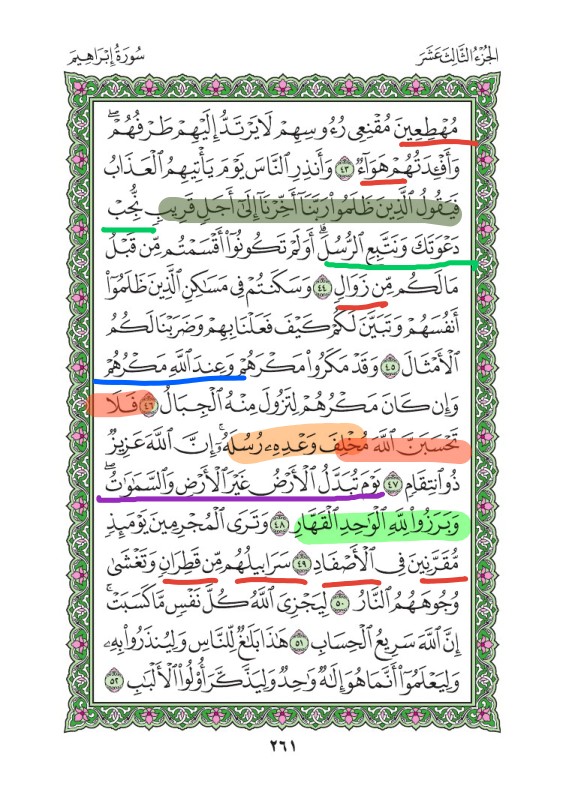 سُورَةُ إِبْرَاهِيمَ الجُزْءُ الثَّالِثَ عَشَرَ
مُهْطِعِينَ مُقْنِعِي رُءُوسِهِمْ لَا يَرْتَدُّ إِلَيْهِمْ طَرْفُهُمْ ۖ
وَأَفْـِٔدَتُهُمْ هَوَآءٌ ٤٣ وَأَنذِرِ النَّاسَ يَوْمَ يَأْتِيهِمُ الْعَذَابُ
فَيَقُولُ الَّذِينَ ظَلَمُوا۟ رَبَّنَآ أَخِّرْنَآ إِلَىٰٓ أَجَلٍ قَرِيبٍ نُّجِبْ
دَعْوَتَكَ وَنَتَّبِعِ الرُّسُلَ ۗ أَوَلَمْ تَكُونُوٓا۟ أَقْسَمْتُم مِّن قَبْلُ
مَا لَكُم مِّن زَوَالٍ ٤٤ وَسَكَنتُمْ فِي مَسَٰكِنِ الَّذِينَ ظَلَمُوٓا۟
أَنفُسَهُمْ وَتَبَيَّنَ لَكُمْ كَيْفَ فَعَلْنَا بِهِمْ وَضَرَبْنَا لَكُمُ
الْأَمْثَالَ ٤٥ وَقَدْ مَكَرُوا۟ مَكْرَهُمْ وَعِندَ اللَّهِ مَكْرُهُمْ
وَإِن كَانَ مَكْرُهُمْ لِتَزُولَ مِنْهُ الْجِبَالُ ٤٦ فَلَا
تَحْسَبَنَّ اللَّهَ مُخْلِفَ وَعْدِهِۦ رُسُلَهُۥٓ ۗ إِنَّ اللَّهَ عَزِيزٌ
ذُو انتِقَامٍ ٤٧ يَوْمَ تُبَدَّلُ الْأَرْضُ غَيْرَ الْأَرْضِ وَالسَّمَٰوَٰتُ ۖ
وَبَرَزُوا۟ لِلَّهِ الْوَٰحِدِ الْقَهَّارِ ٤٨ وَتَرَى الْمُجْرِمِينَ يَوْمَئِذٍ
مُّقَرَّنِينَ فِي الْأَصْفَادِ ٤٩ سَرَابِيلُهُم مِّن قَطِرَانٍ وَتَغْشَىٰ
وُجُوهَهُمُ النَّارُ ٥٠ لِيَجْزِيَ اللَّهُ كُلَّ نَفْسٍ مَّا كَسَبَتْ ۚ
إِنَّ اللَّهَ سَرِيعُ الْحِسَابِ ٥١ هَٰذَا بَلَٰغٌ لِّلنَّاسِ وَلِيُنذَرُوا۟ بِهِۦ
وَلِيَعْلَمُوٓا۟ أَنَّمَا هُوَ إِلَٰهٌ وَٰحِدٌ وَلِيَذَّكَّرَ أُو۟لُوا۟ الْأَلْبَٰبِ ٥٢
٢٦١